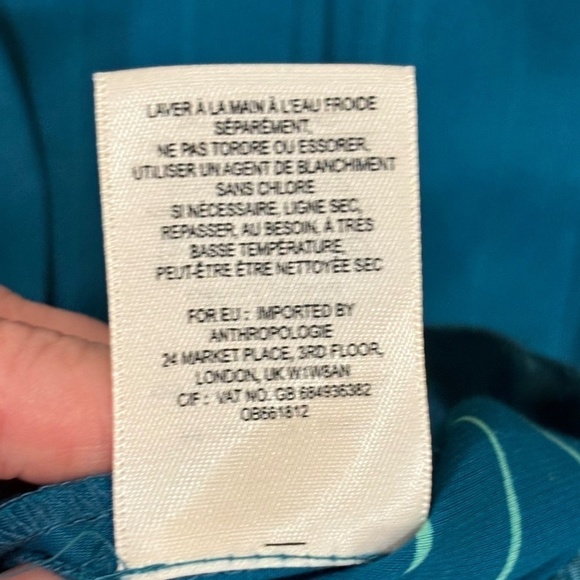 LAVER À LA MAIN À L'EAU FROIDE
SÉPARÉMENT,
NE PAS TORDRE OU ESSORER,
UTILISER UN AGENT DE BLANCHIMENT
SANS CHLORE
SI NÉCESSAIRE, LIGNE SEC,
REPASSER, AU BESOIN, À TRÈS
BASSE TEMPÉRATURE,
PEUT-ÊTRE ÊTRE NETTOYÉE SEC
FOR EU : IMPORTED BY
ANTHROPOLOGIE
24 MARKET PLACE, 3RD FLOOR,
LONDON, UK W1W8AN
C/F : VAT NO. GB 684936382
OB661812